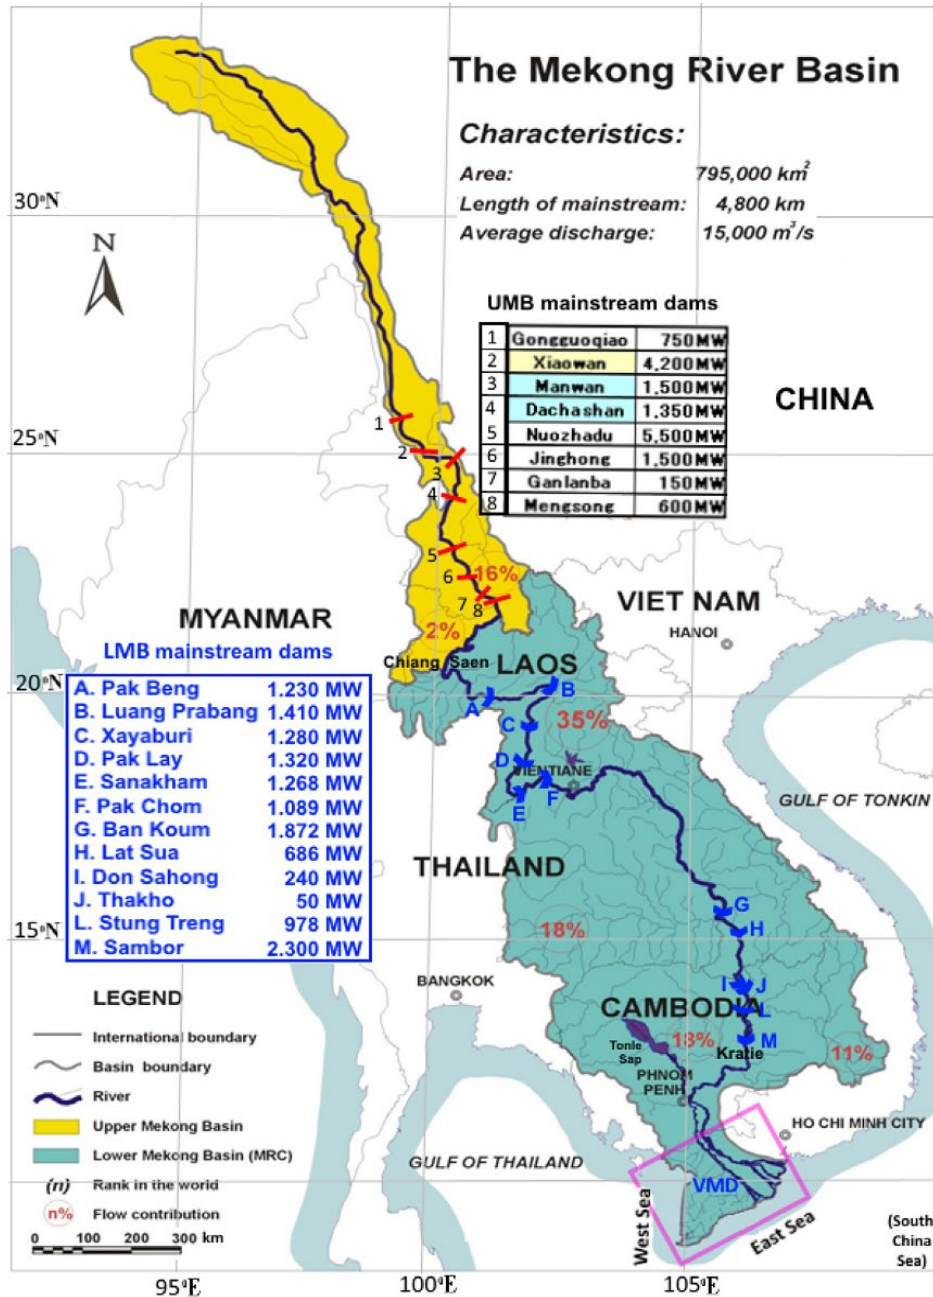 The Mekong River Basin
Characteristics:
Area: 795,000 km²
Length of mainstream: 4,800 km
Average discharge: 15,000 m³/s
30°N
N
UMB mainstream dams
1 Gongguoqiao 750MW
2 Xiaowan 4,200MW
3 Manwan 1,500MW
4 Dachashan 1,350MW
5 Nuozhadu 5,500MW
6 Jinghong 1,500MW
7 Ganlanba 150MW
8 Mengsong 600MW
CHINA
1
25°N
2
3
4
5
6
16%
7
8
MYANMAR
VIET NAM
2%
HANOI
LMB mainstream dams
Chiang Saen
LAOS
20°N
A. Pak Beng 1.230 MW
B. Luang Prabang 1.410 MW
C. Xayaburi 1.280 MW
D. Pak Lay 1.320 MW
E. Sanakham 1.268 MW
F. Pak Chom 1.089 MW
G. Ban Koum 1.872 MW
H. Lat Sua 686 MW
I. Don Sahong 240 MW
J. Thakho 50 MW
L. Stung Treng 978 MW
M. Sambor 2.300 MW
A
B
C
35%
D
VIENTIANE
E
F
GULF OF TONKIN
THAILAND
G
H
18%
15°N
BANGKOK
I
J
L
CAMBODIA
M
18%
Kratie
11%
Tonle
Sap
PHNOM
PENH
HO CHI MINH CITY
GULF OF THAILAND
VMD
West Sea
East Sea
(South
China
Sea)
LEGEND
International boundary
Basin boundary
River
Upper Mekong Basin
Lower Mekong Basin (MRC)
(n) Rank in the world
n% Flow contribution
0 100 200 300 km
95°E
100°E
105°E